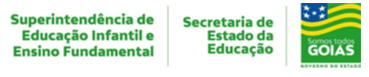 Superintendência de
Educação Infantil e
Ensino Fundamental
Secretaria de
Estado da
Educação
Somos todos
GOIÁS
GOVERNO DO ESTADO